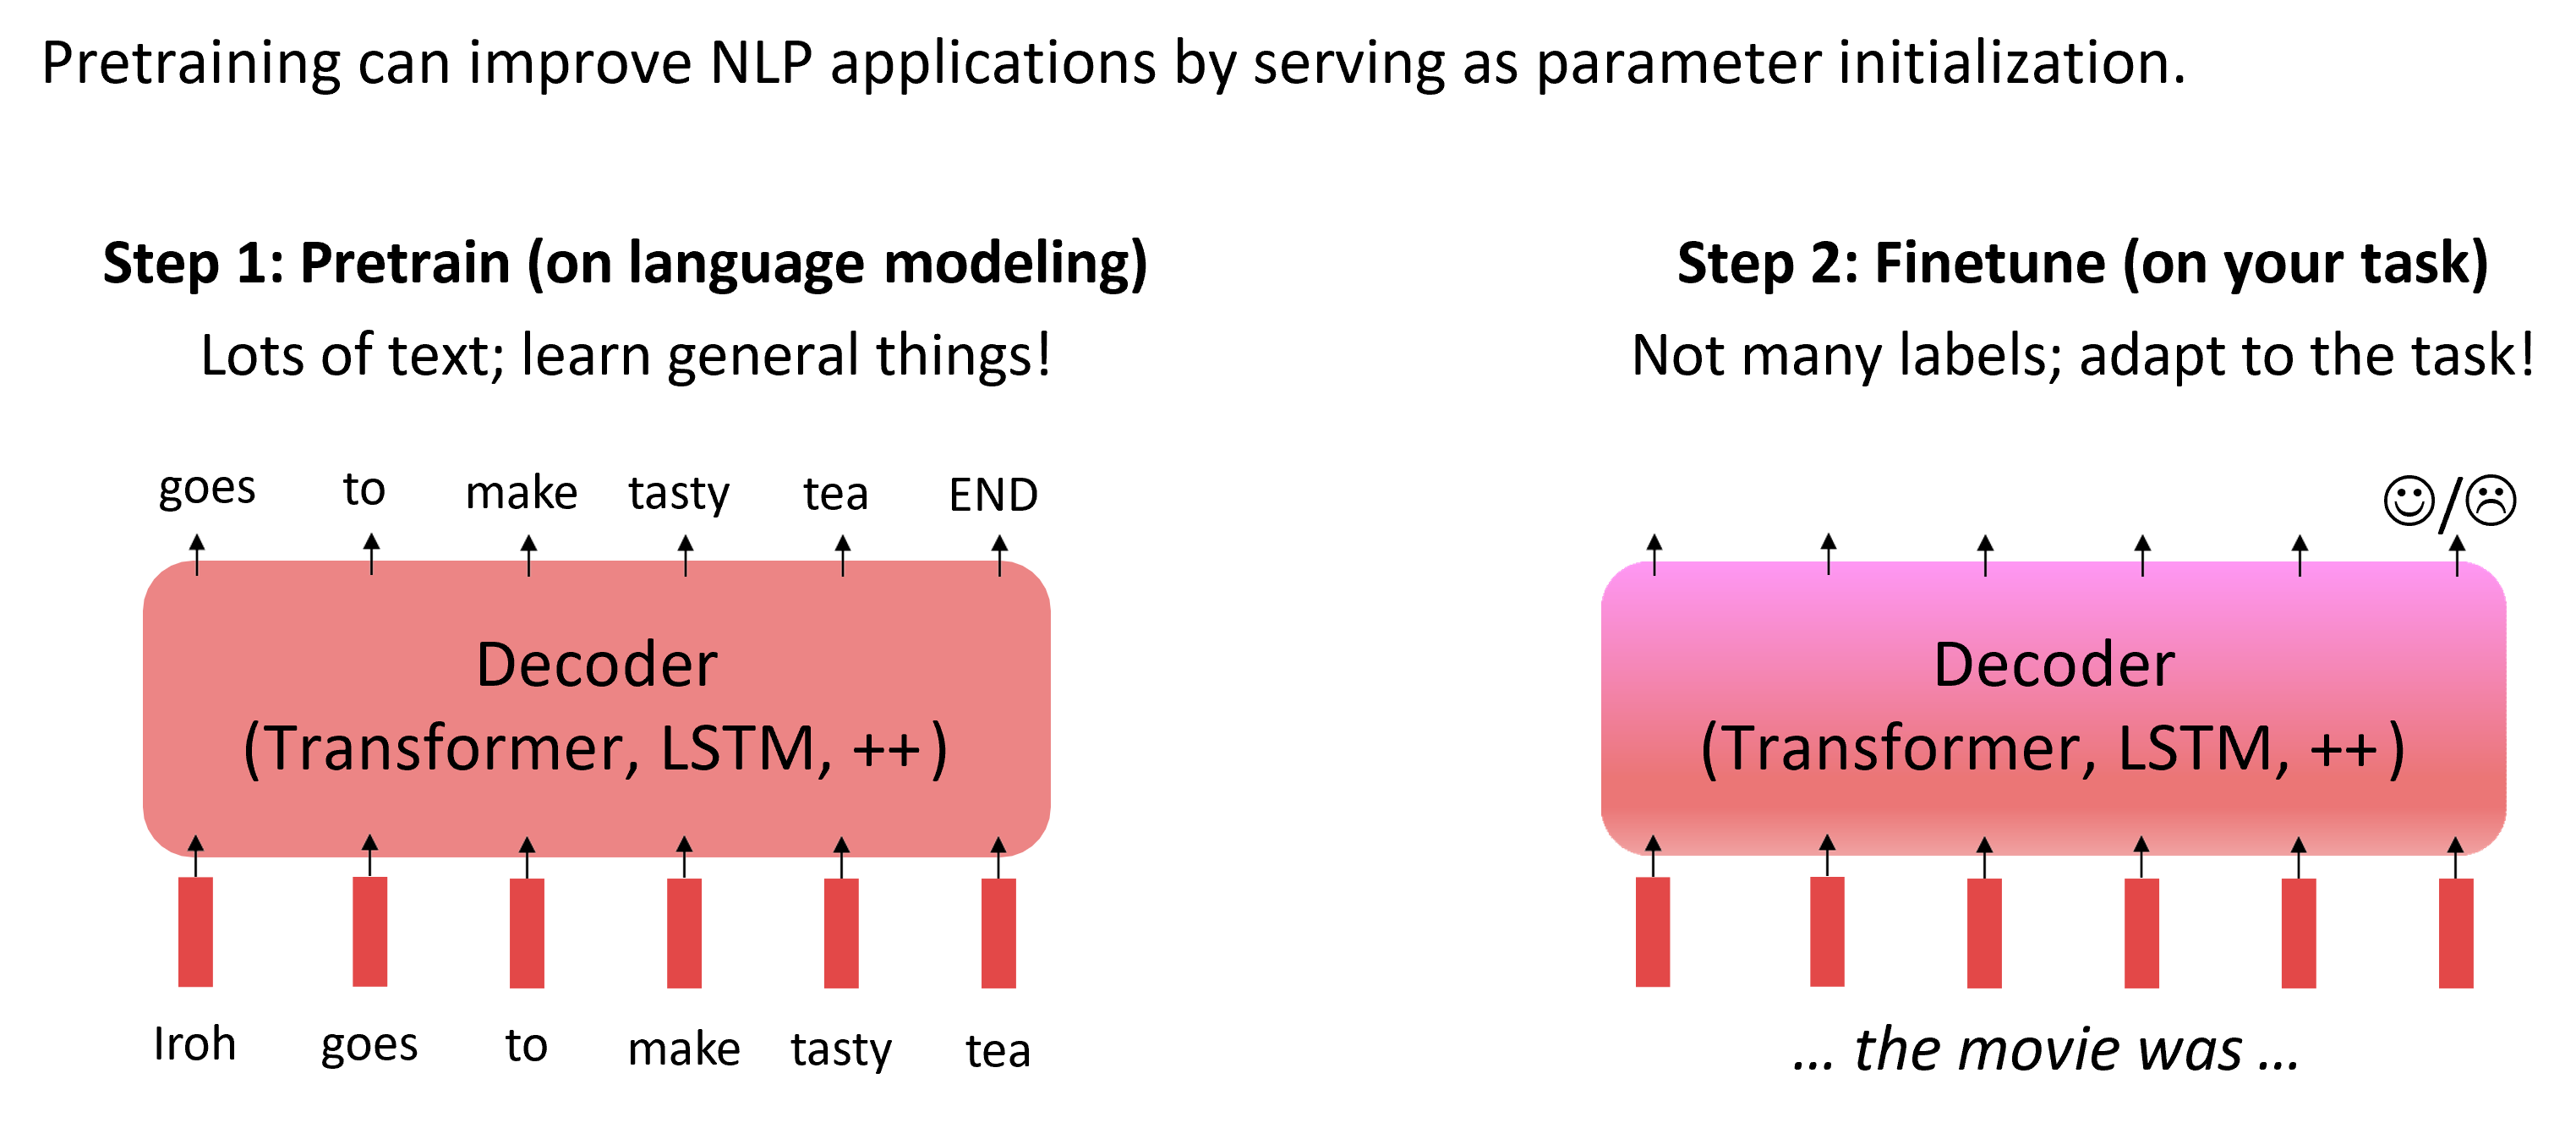 Pretraining can improve NLP applications by serving as parameter initialization.
Step 1: Pretrain (on language modeling)
Lots of text; learn general things!
goes to make tasty tea END
Decoder
(Transformer, LSTM, ++ )
Iroh goes to make tasty tea
Step 2: Finetune (on your task)
Not many labels; adapt to the task!
☺/☹
Decoder
(Transformer, LSTM, ++ )
… the movie was …